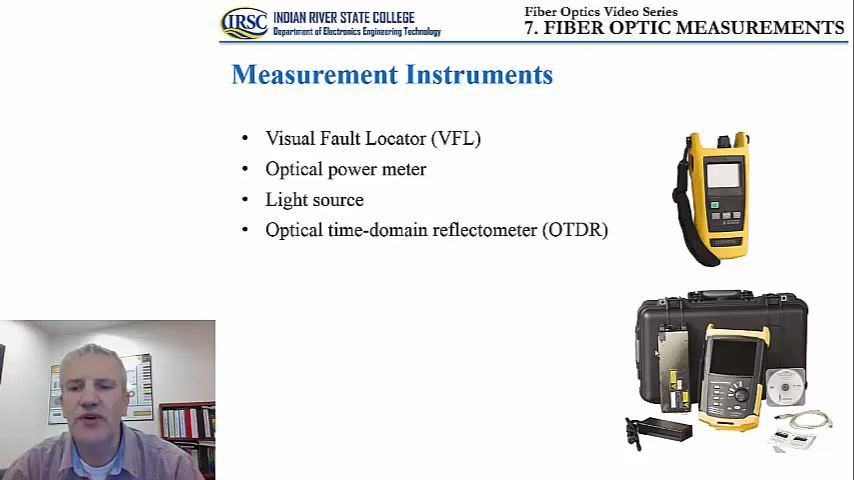 IRSC
INDIAN RIVER STATE COLLEGE
Department of Electronics Engineering Technology
Fiber Optics Video Series
7. FIBER OPTIC MEASUREMENTS
Measurement Instruments
• Visual Fault Locator (VFL)
• Optical power meter
• Light source
• Optical time-domain reflectometer (OTDR)